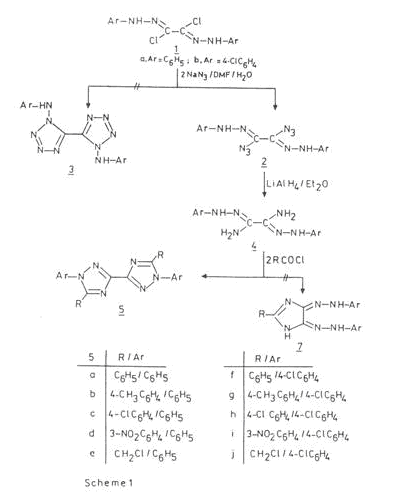 Ar-NH-N Cl
C-C
Cl N-NH-Ar
1
a,Ar=C6H5 ; b,Ar = 4-ClC6H4
2NaN3/DMF/H2O
Ar-HN
N N N
N N N
N N
NH-Ar
3
Ar-NH-N N3
N3 N-NH-Ar
2
LiAlH4/Et2O
Ar-NH-N NH2
H2N N-NH-Ar
4
2RCOCl
N N R
Ar-N N-Ar
N N
R
5
N N-NH-Ar
R
N N-NH-Ar
H
7
5 R/Ar R/Ar
a C6H5/C6H5 f C6H5/4-ClC6H4
b 4-CH3C6H4/C6H5 g 4-CH3C6H4/4-ClC6H4
c 4-ClC6H4/C6H5 h 4-Cl C6H4/4-ClC6H4
d 3-NO2C6H4/C6H5 i 3-NO2C6H4/4-ClC6H4
e CH2Cl/C6H5 j CH2Cl/4-ClC6H4
Scheme 1